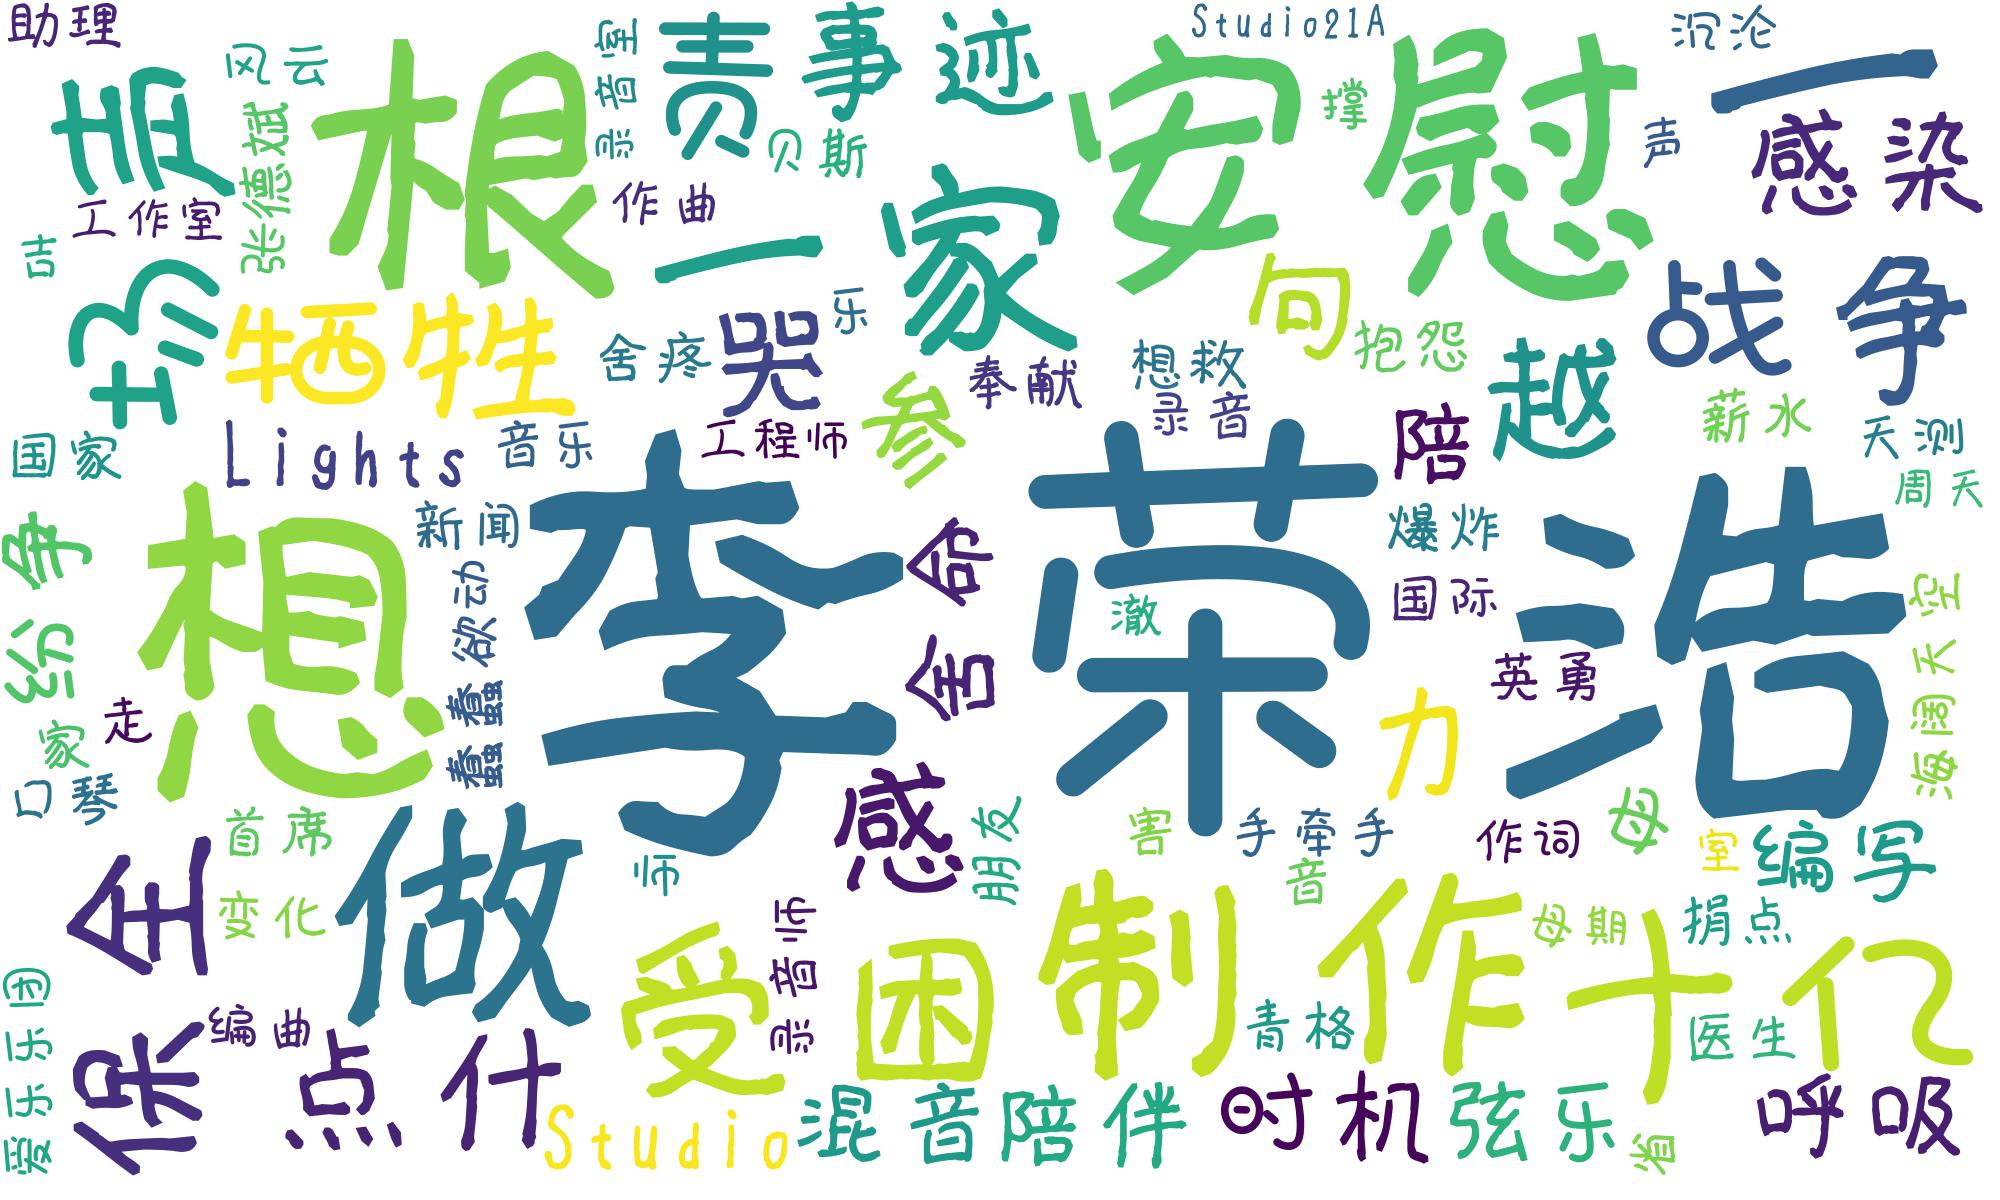 助理
风云
录音室
责
事迹
Studio21A
沉沦
一
贡
张德斌
根
贝斯
安慰
撑
声
感染
工作室
作曲
家
吉
一
乐
句
战争
牺牲
舍疼
哭
奉献
想救
抱怨
越
参
录音
陪
薪水
天测
国家
Lights
音乐
工程师
周天
想
新闻
李荣浩
爆炸
纷争
蠢蠢欲动
舍命
澈
国际
英勇
海阔天空
走
家
力
口琴
首席
做
感
朋友
害
手牵手
作词
母
室
编写
全
变化
师
音
受困
制作
录音师
母期
捐点
十亿
爱乐乐团
保
编曲
点什
青格
医生
Studio
混音
陪伴
时机
弦乐
省
呼吸